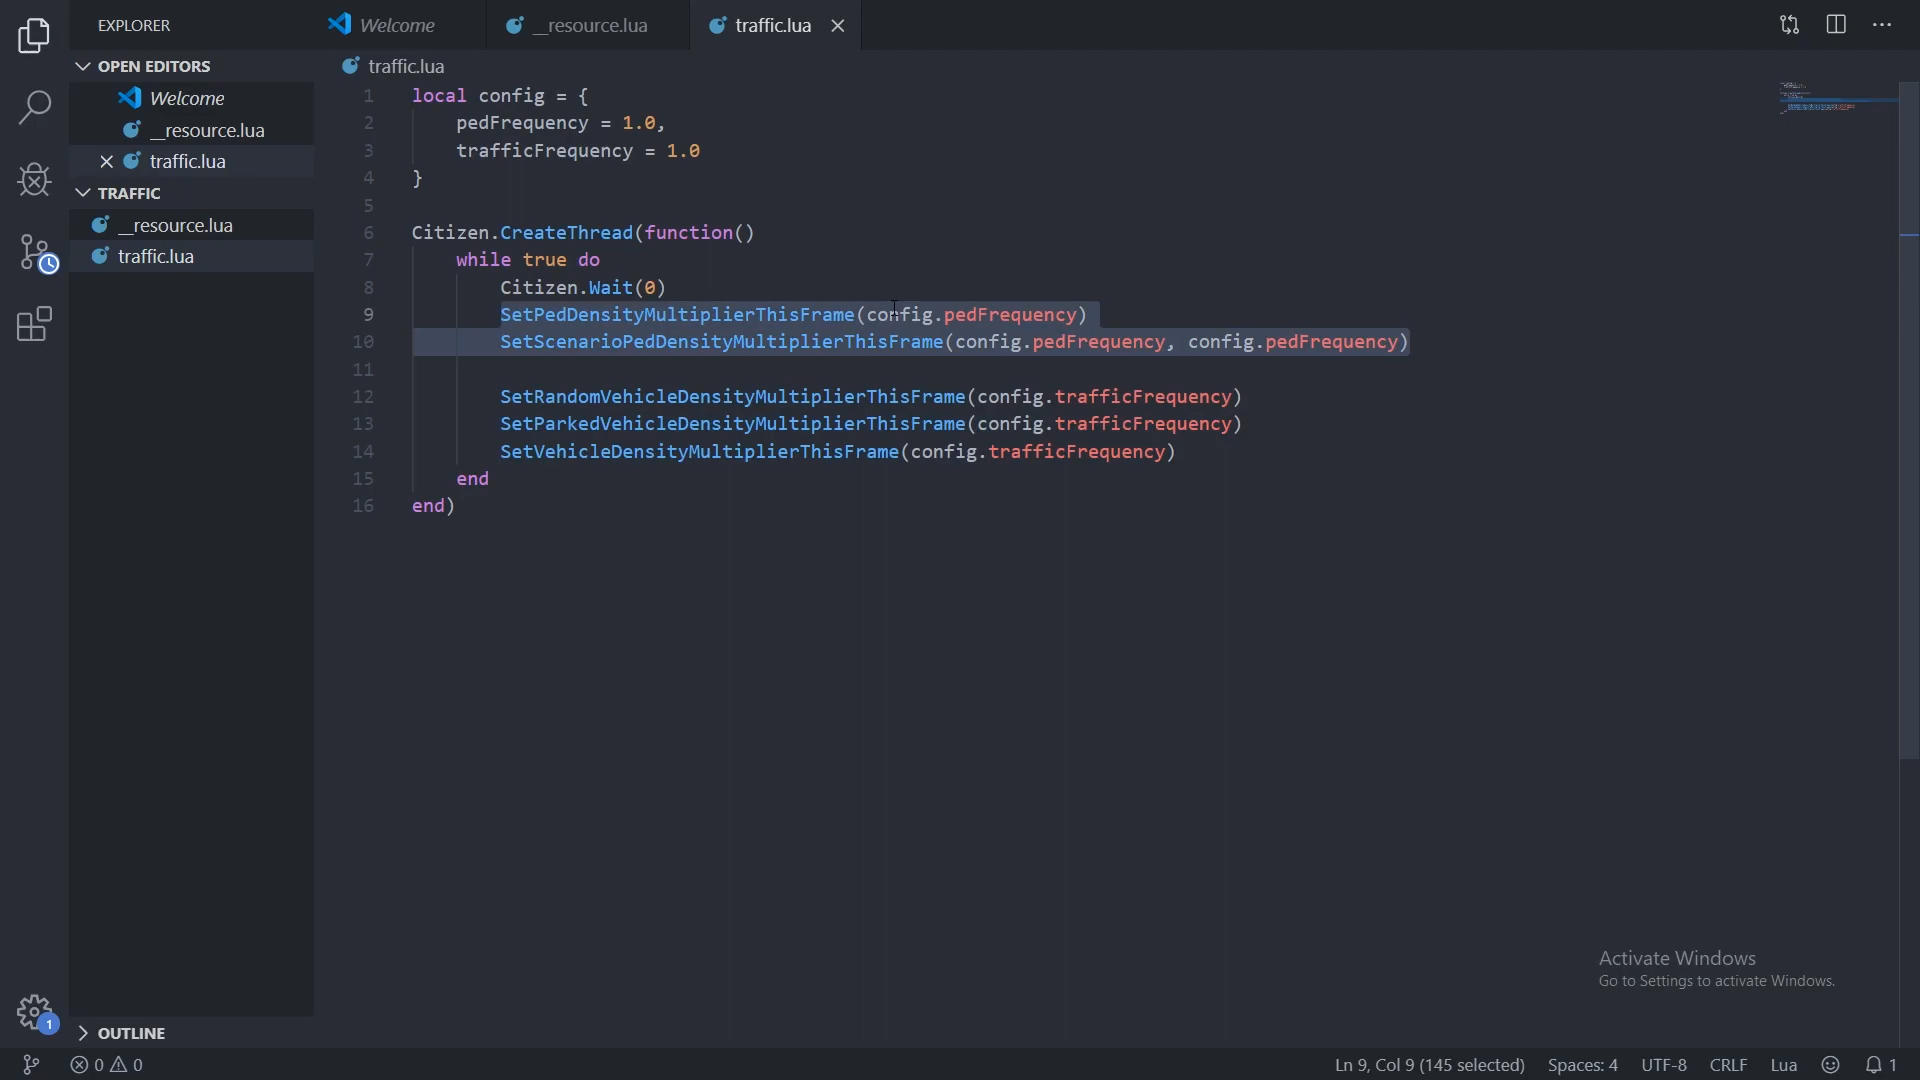 EXPLORER
Welcome
__resource.lua
traffic.lua
OPEN EDITORS
Welcome
__resource.lua
traffic.lua
TRAFFIC
__resource.lua
traffic.lua
OUTLINE
traffic.lua
1 local config = {
2     pedFrequency = 1.0,
3     trafficFrequency = 1.0
4 }
5
6 Citizen.CreateThread(function()
7     while true do
8         Citizen.Wait(0)
9         SetPedDensityMultiplierThisFrame(config.pedFrequency)
10         SetScenarioPedDensityMultiplierThisFrame(config.pedFrequency, config.pedFrequency)
11
12         SetRandomVehicleDensityMultiplierThisFrame(config.trafficFrequency)
13         SetParkedVehicleDensityMultiplierThisFrame(config.trafficFrequency)
14         SetVehicleDensityMultiplierThisFrame(config.trafficFrequency)
15     end
16 end)
Activate Windows
Go to Settings to activate Windows.
1
0 0
Ln 9, Col 9 (145 selected) Spaces: 4 UTF-8 CRLF Lua 1